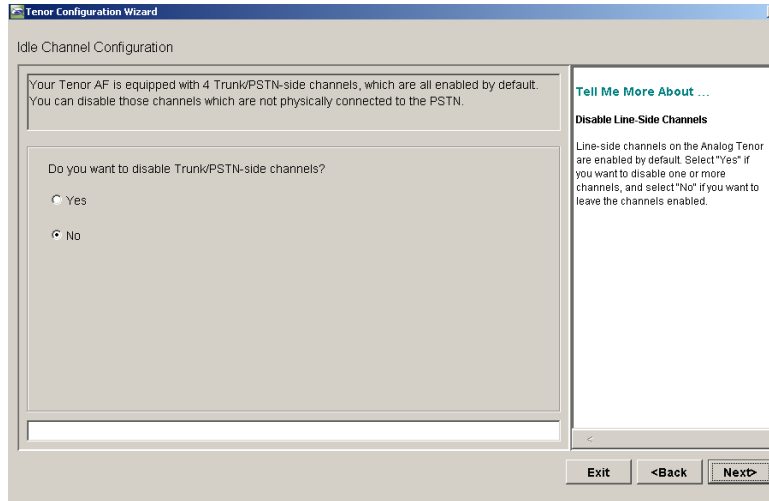 Tenor Configuration Wizard
Idle Channel Configuration
Your Tenor AF is equipped with 4 Trunk/PSTN-side channels, which are all enabled by default.
You can disable those channels which are not physically connected to the PSTN.
Do you want to disable Trunk/PSTN-side channels?
Yes
No
Tell Me More About ...
Disable Line-Side Channels
Line-side channels on the Analog Tenor
are enabled by default. Select "Yes" if
you want to disable one or more
channels, and select "No" if you want to
leave the channels enabled.
Exit
<Back
Next>